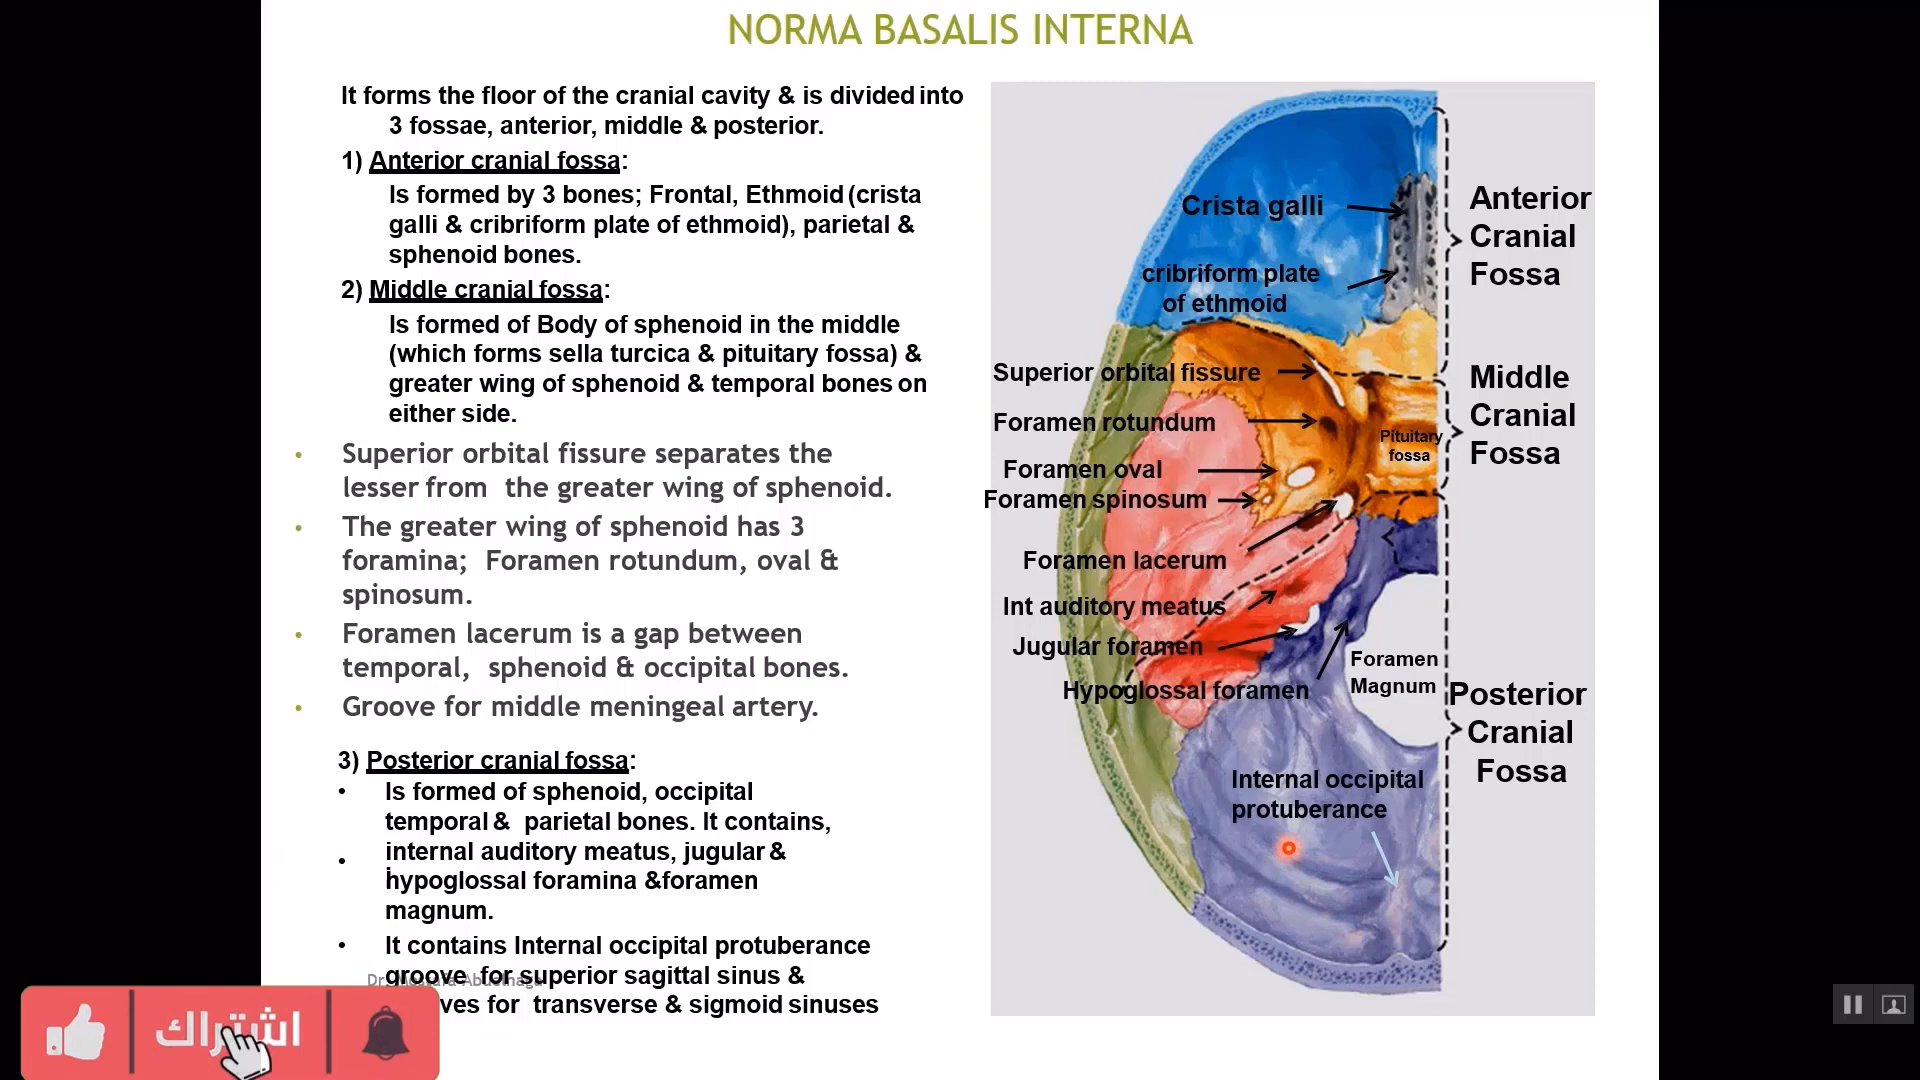 NORMA BASALIS INTERNA
It forms the floor of the cranial cavity & is divided into
3 fossae, anterior, middle & posterior.
1) Anterior cranial fossa:
Is formed by 3 bones; Frontal, Ethmoid (crista
galli & cribriform plate of ethmoid), parietal &
sphenoid bones.
2) Middle cranial fossa:
Is formed of Body of sphenoid in the middle
(which forms sella turcica & pituitary fossa) &
greater wing of sphenoid & temporal bones on
either side.
• Superior orbital fissure separates the
lesser from the greater wing of sphenoid.
• The greater wing of sphenoid has 3
foramina; Foramen rotundum, oval &
spinosum.
• Foramen lacerum is a gap between
temporal, sphenoid & occipital bones.
• Groove for middle meningeal artery.
3) Posterior cranial fossa:
• Is formed of sphenoid, occipital
temporal & parietal bones. It contains,
• internal auditory meatus, jugular &
hypoglossal foramina &foramen
magnum.
• It contains Internal occipital protuberance
groove for superior sagittal sinus &
ves for transverse & sigmoid sinuses
اشتراك
Crista galli
cribriform plate
of ethmoid
Superior orbital fissure
Foramen rotundum
Foramen oval
Foramen spinosum
Foramen lacerum
Int auditory meatus
Jugular foramen
Hypoglossal foramen
Pituitary
fossa
Foramen
Magnum
Internal occipital
protuberance
Anterior
Cranial
Fossa
Middle
Cranial
Fossa
Posterior
Cranial
Fossa